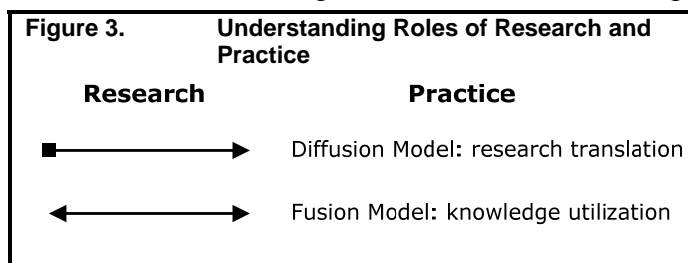 Figure 3. Understanding Roles of Research and
Practice
Research Practice
Diffusion Model: research translation
Fusion Model: knowledge utilization